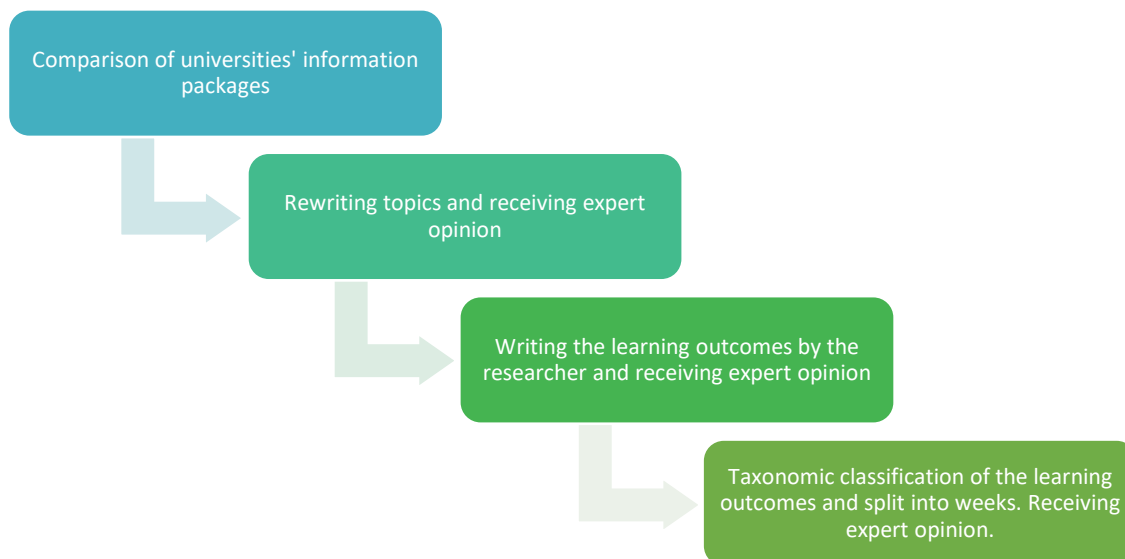 Comparison of universities' information
packages
Rewriting topics and receiving expert
opinion
Writing the learning outcomes by the
researcher and receiving expert opinion
Taxonomic classification of the learning
outcomes and split into weeks. Receiving
expert opinion.